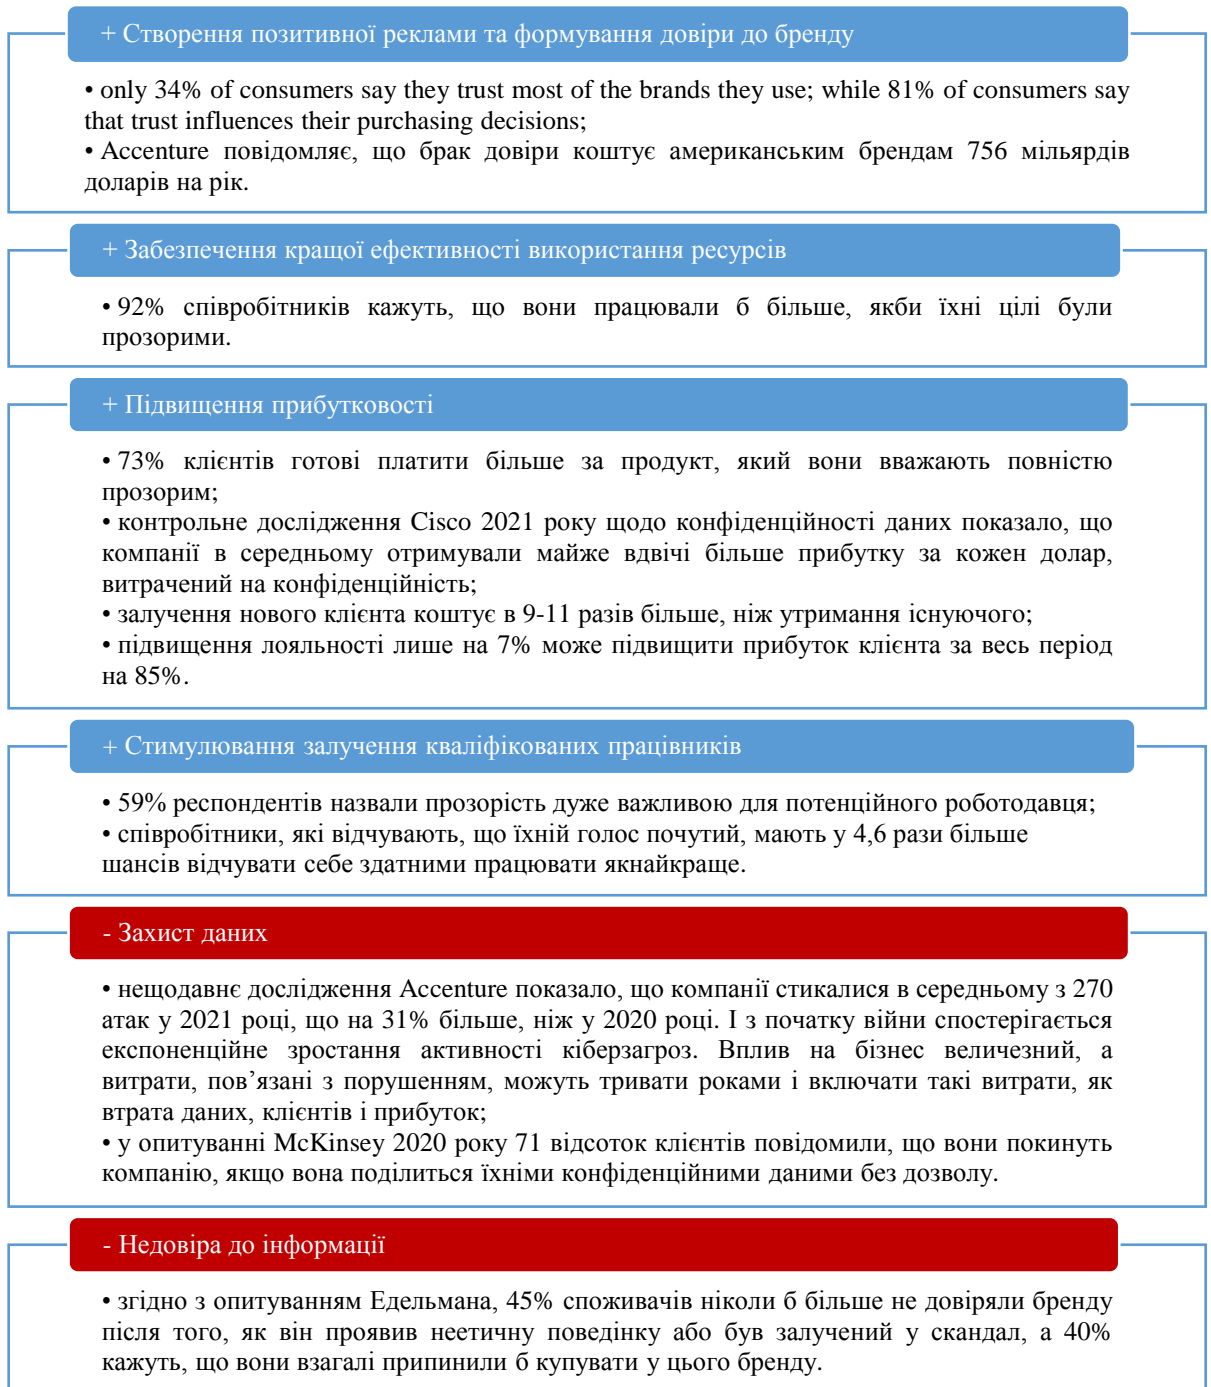 + Створення позитивної реклами та формування довіри до бренду
• only 34% of consumers say they trust most of the brands they use; while 81% of consumers say
that trust influences their purchasing decisions;
• Accenture повідомляє, що брак довіри коштує американським брендам 756 мільярдів
доларів на рік.
+ Забезпечення кращої ефективності використання ресурсів
• 92% співробітників кажуть, що вони працювали б більше, якби їхні цілі були
прозорими.
+ Підвищення прибутковості
• 73% клієнтів готові платити більше за продукт, який вони вважають повністю
прозорим;
• контрольне дослідження Cisco 2021 року щодо конфіденційності даних показало, що
компанії в середньому отримували майже вдвічі більше прибутку за кожен долар,
витрачений на конфіденційність;
• залучення нового клієнта коштує в 9-11 разів більше, ніж утримання існуючого;
• підвищення лояльності лише на 7% може підвищити прибуток клієнта за весь період
на 85%.
+ Стимулювання залучення кваліфікованих працівників
• 59% респондентів назвали прозорість дуже важливою для потенційного роботодавця;
• співробітники, які відчувають, що їхній голос почутий, мають у 4,6 рази більше
шансів відчувати себе здатними працювати якнайкраще.
- Захист даних
• нещодавнє дослідження Accenture показало, що компанії стикалися в середньому з 270
атак у 2021 році, що на 31% більше, ніж у 2020 році. І з початку війни спостерігається
експоненційне зростання активності кіберзагроз. Вплив на бізнес величезний, а
витрати, пов’язані з порушенням, можуть тривати роками і включати такі витрати, як
втрата даних, клієнтів і прибуток;
• у опитуванні McKinsey 2020 року 71 відсоток клієнтів повідомили, що вони покинуть
компанію, якщо вона поділиться їхніми конфіденційними даними без дозволу.
- Недовіра до інформації
• згідно з опитуванням Едельмана, 45% споживачів ніколи б більше не довіряли бренду
після того, як він проявив неетичну поведінку або був залучений у скандал, а 40%
кажуть, що вони взагалі припинили б купувати у цього бренду.